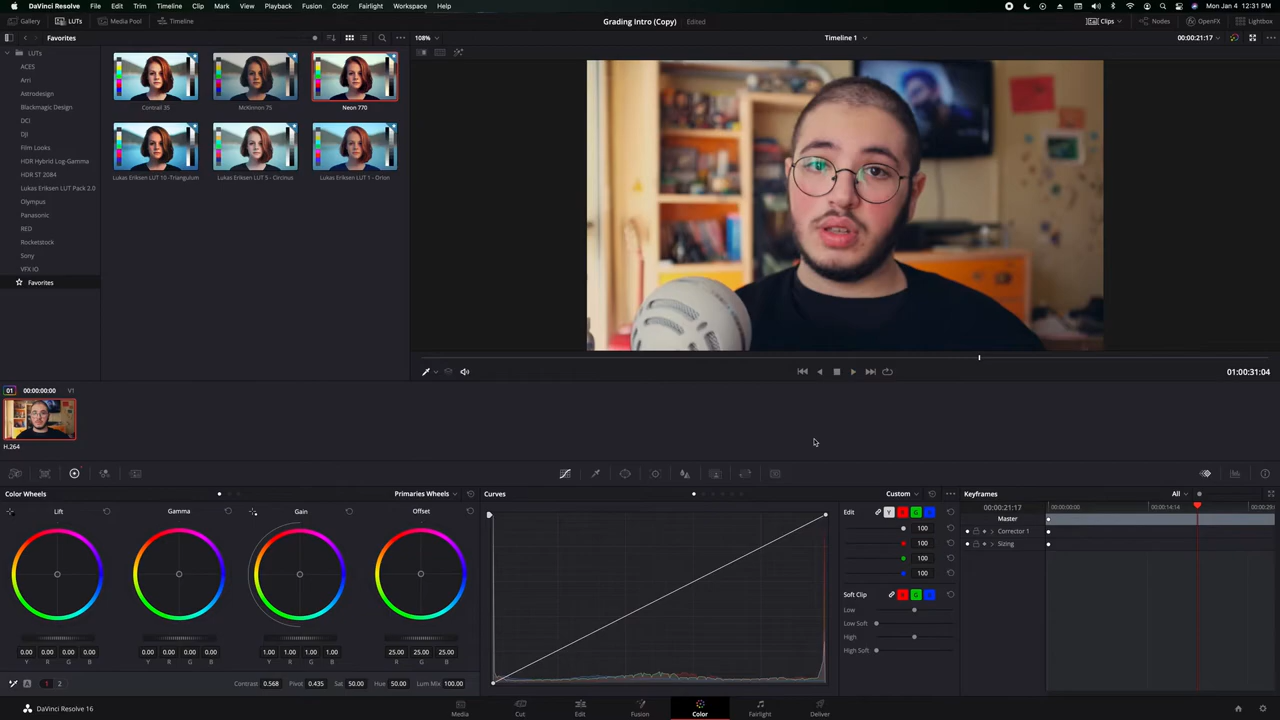 DaVinci Resolve File Edit Trim Timeline Clip Mark View Playback Fusion Color Fairlight Workspace Help Mon Jan 4 12:31 PM
Gallery LUTs Media Pool Timeline Grading Intro (Copy) Edited Clips Nodes OpenFX Lightbox
Favorites 108% Timeline 1 00:00:21:17
LUTs
ACES
Arri
Astrodesign
Blackmagic Design
DCI
DJI
Film Looks
HDR Hybrid Log-Gamma
HDR ST 2084
Lukas Eriksen LUT Pack 2.0
Olympus
Panasonic
RED
Rocketstock
Sony
VFX IO
Favorites
Contrail 35 McKinnon 75 Neon 770
Lukas Eriksen LUT 10 -Triangulum Lukas Eriksen LUT 5 - Circinus Lukas Eriksen LUT 1 - Orion
01:00:31:04
01 00:00:00:00 V1
H.264
Color Wheels Primaries Wheels Curves Custom Keyframes All
Lift Gamma Gain Offset
0.00 0.00 0.00 0.00 0.00 0.00 0.00 0.00 1.00 1.00 1.00 1.00 25.00 25.00 25.00
Y R G B Y R G B Y R G B R G B
A 1 2 Contrast 0.568 Pivot 0.435 Sat 50.00 Hue 50.00 Lum Mix 100.00
Edit Y R G B
100
100
100
100
Soft Clip R G B
Low
Low Soft
High
High Soft
00:00:21:17 00:00:00:00 00:00:14:14
Master
Corrector 1
Sizing
DaVinci Resolve 16 Media Cut Edit Fusion Color Fairlight Deliver